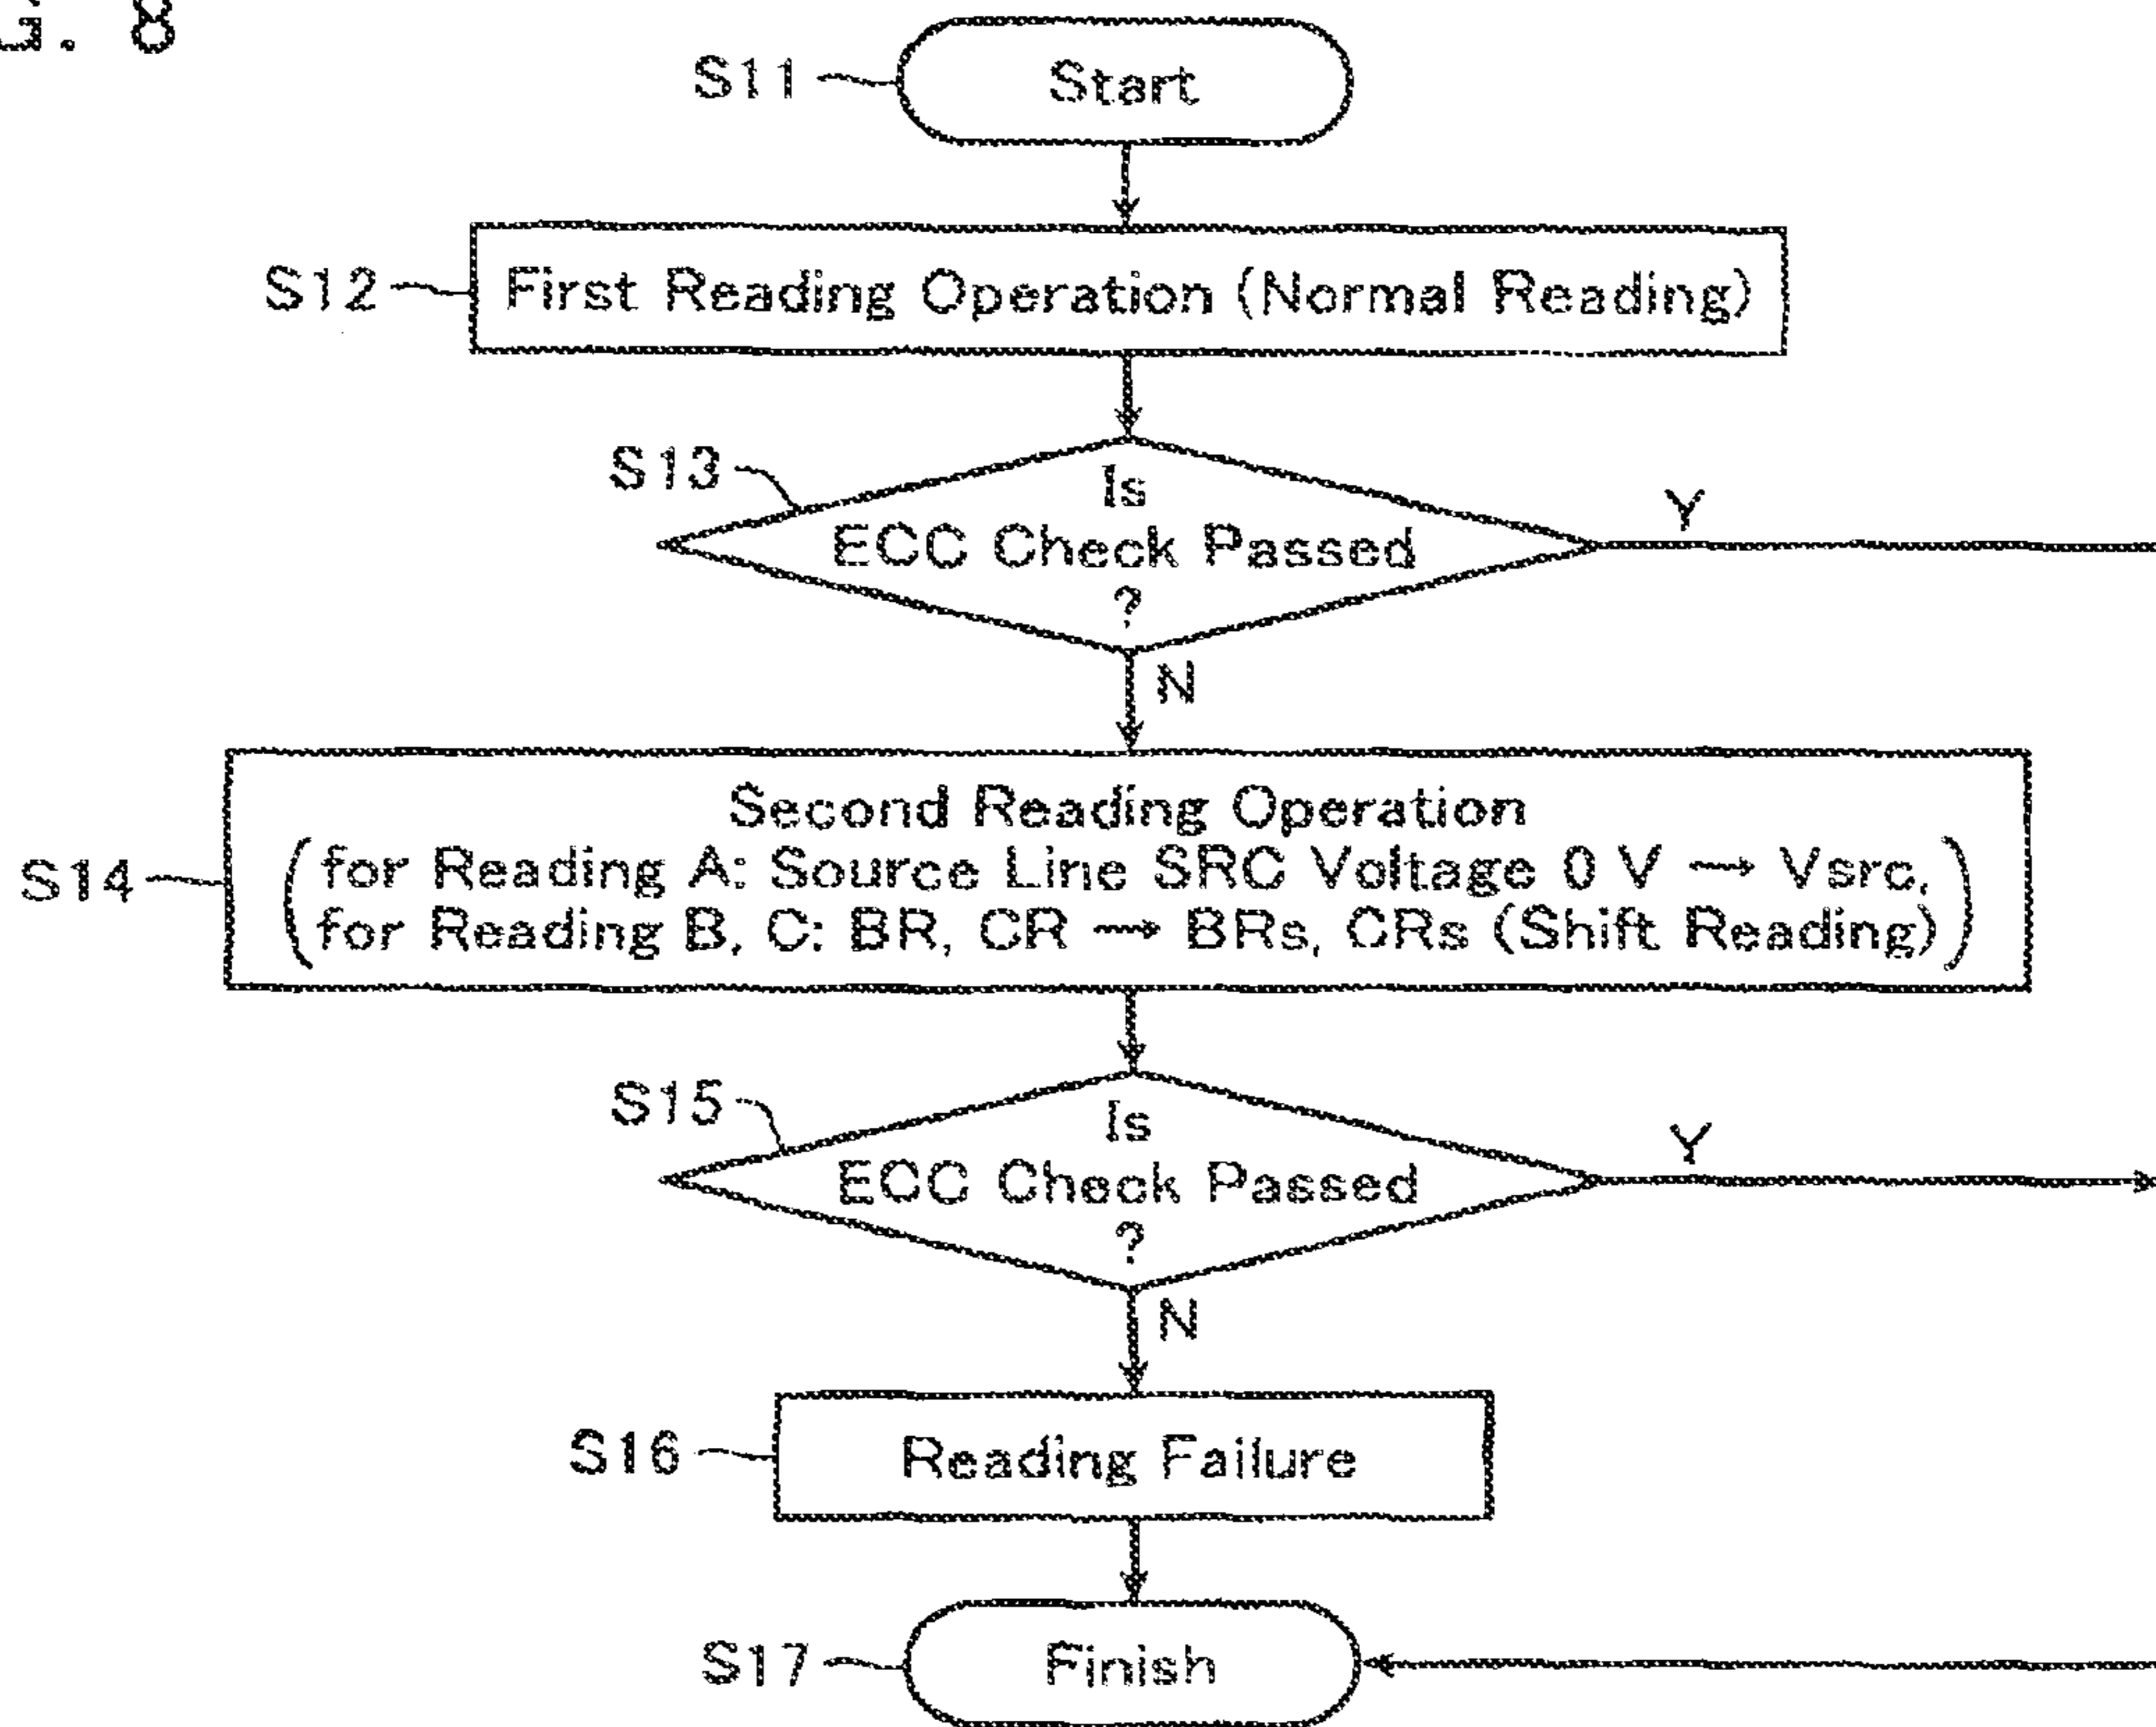 G. 8
S11 Start
S12 First Reading Operation (Normal Reading)
S13
Is
ECC Check Passed
?
Y
N
S14
Second Reading Operation
(for Reading A: Source Line SRC Voltage 0 V → Vsrc,
for Reading B, C: BR, CR → BRs, CRs (Shift Reading))
S15
Is
ECC Check Passed
?
Y
N
S16 Reading Failure
S17 Finish